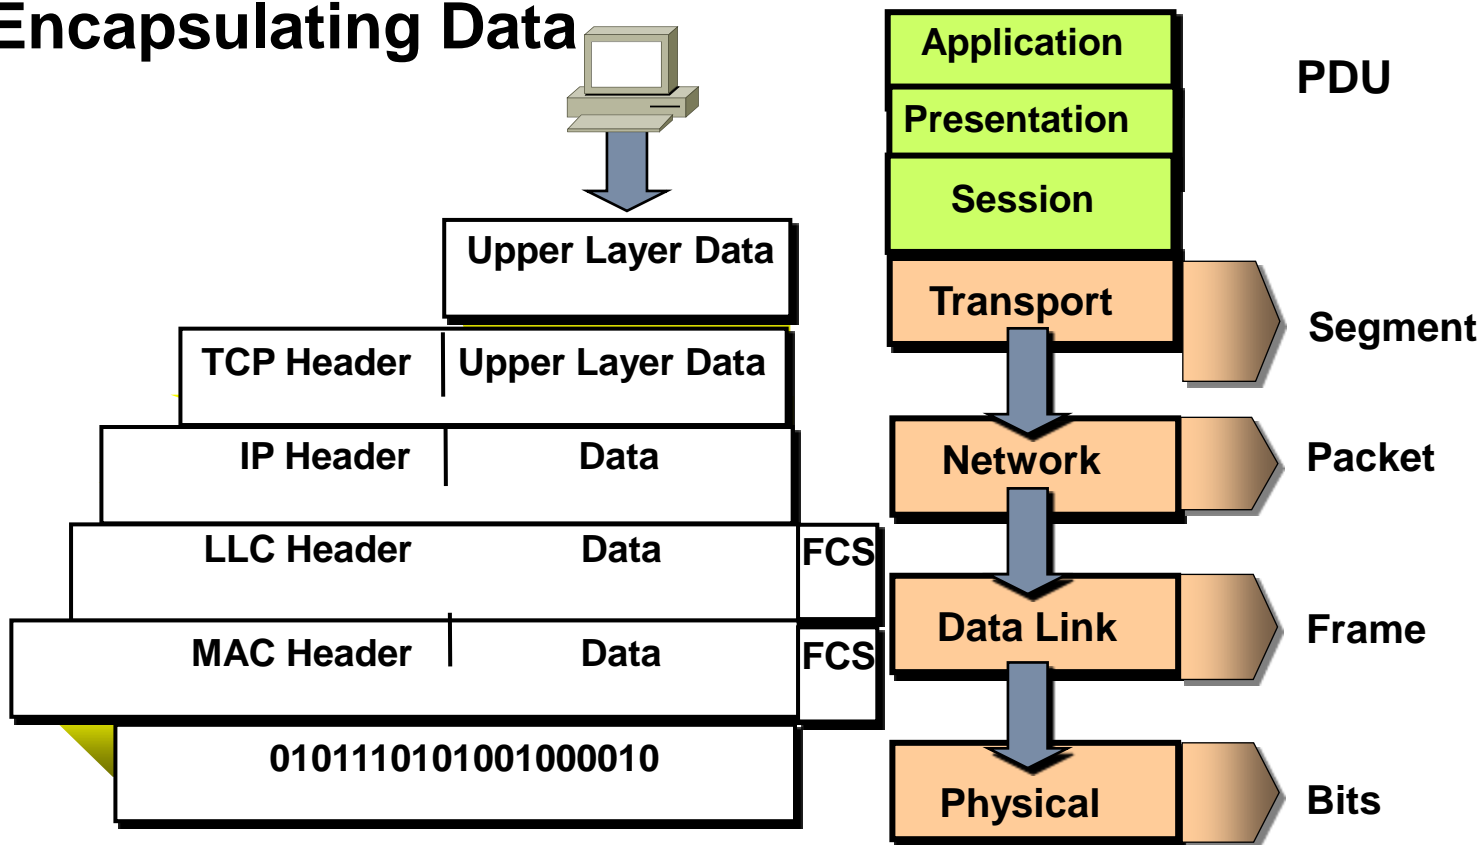 Encapsulating Data
Upper Layer Data
TCP Header Upper Layer Data
IP Header Data
LLC Header Data FCS
MAC Header Data FCS
0101110101001000010
Application
PDU
Presentation
Session
Transport
Segment
Network
Packet
Data Link
Frame
Physical
Bits